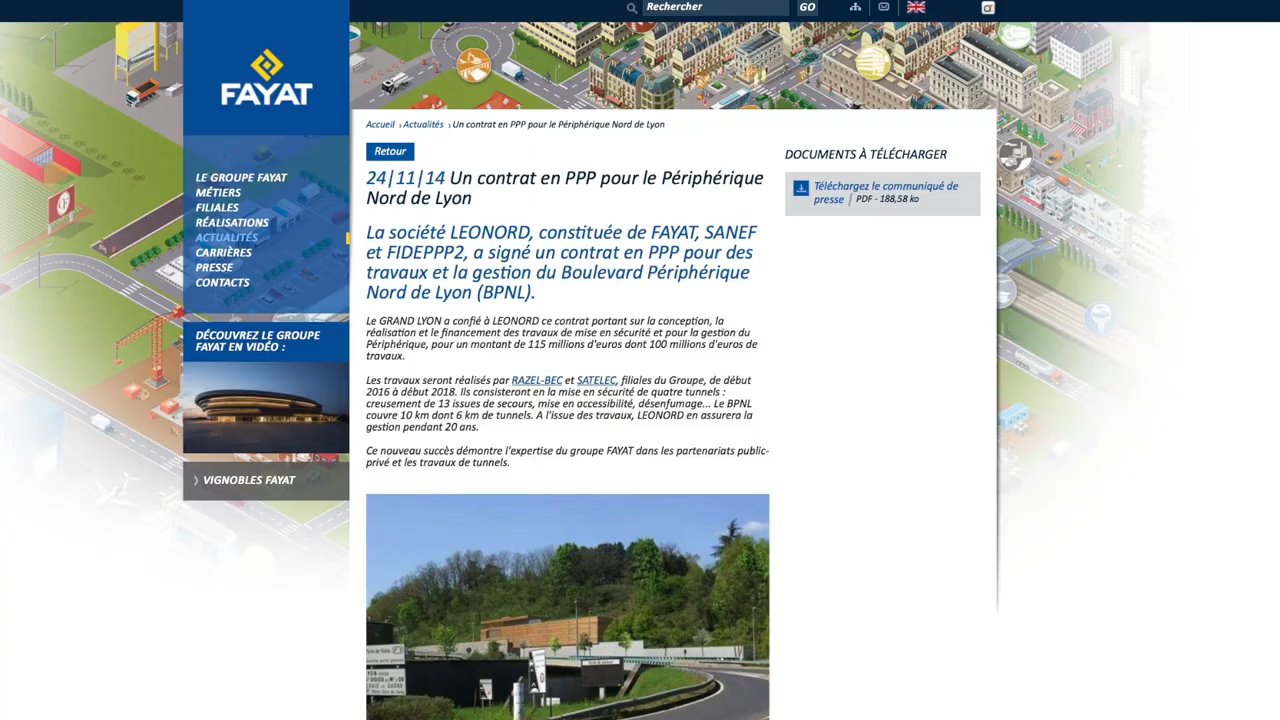 Rechercher
GO
FAYAT
LE GROUPE FAYAT
MÉTIERS
FILIALES
RÉALISATIONS
ACTUALITÉS
CARRIÈRES
PRESSE
CONTACTS
DÉCOUVREZ LE GROUPE
FAYAT EN VIDÉO :
〉 VIGNOBLES FAYAT
Accueil › Actualités › Un contrat en PPP pour le Périphérique Nord de Lyon
Retour
24|11|14 Un contrat en PPP pour le Périphérique
Nord de Lyon
La société LEONORD, constituée de FAYAT, SANEF
et FIDEPPP2, a signé un contrat en PPP pour des
travaux et la gestion du Boulevard Périphérique
Nord de Lyon (BPNL).
Le GRAND LYON a confié à LEONORD ce contrat portant sur la conception, la
réalisation et le financement des travaux de mise en sécurité et pour la gestion du
Périphérique, pour un montant de 115 millions d'euros dont 100 millions d'euros de
travaux.
Les travaux seront réalisés par RAZEL-BEC et SATELEC, filiales du Groupe, de début
2016 à début 2018. Ils consisteront en la mise en sécurité de quatre tunnels :
creusement de 13 issues de secours, mise en accessibilité, désenfumage... Le BPNL
couvre 10 km dont 6 km de tunnels. A l'issue des travaux, LEONORD en assurera la
gestion pendant 20 ans.
Ce nouveau succès démontre l'expertise du groupe FAYAT dans les partenariats public-
privé et les travaux de tunnels.
DOCUMENTS À TÉLÉCHARGER
Téléchargez le communiqué de
presse | PDF - 188,58 ko